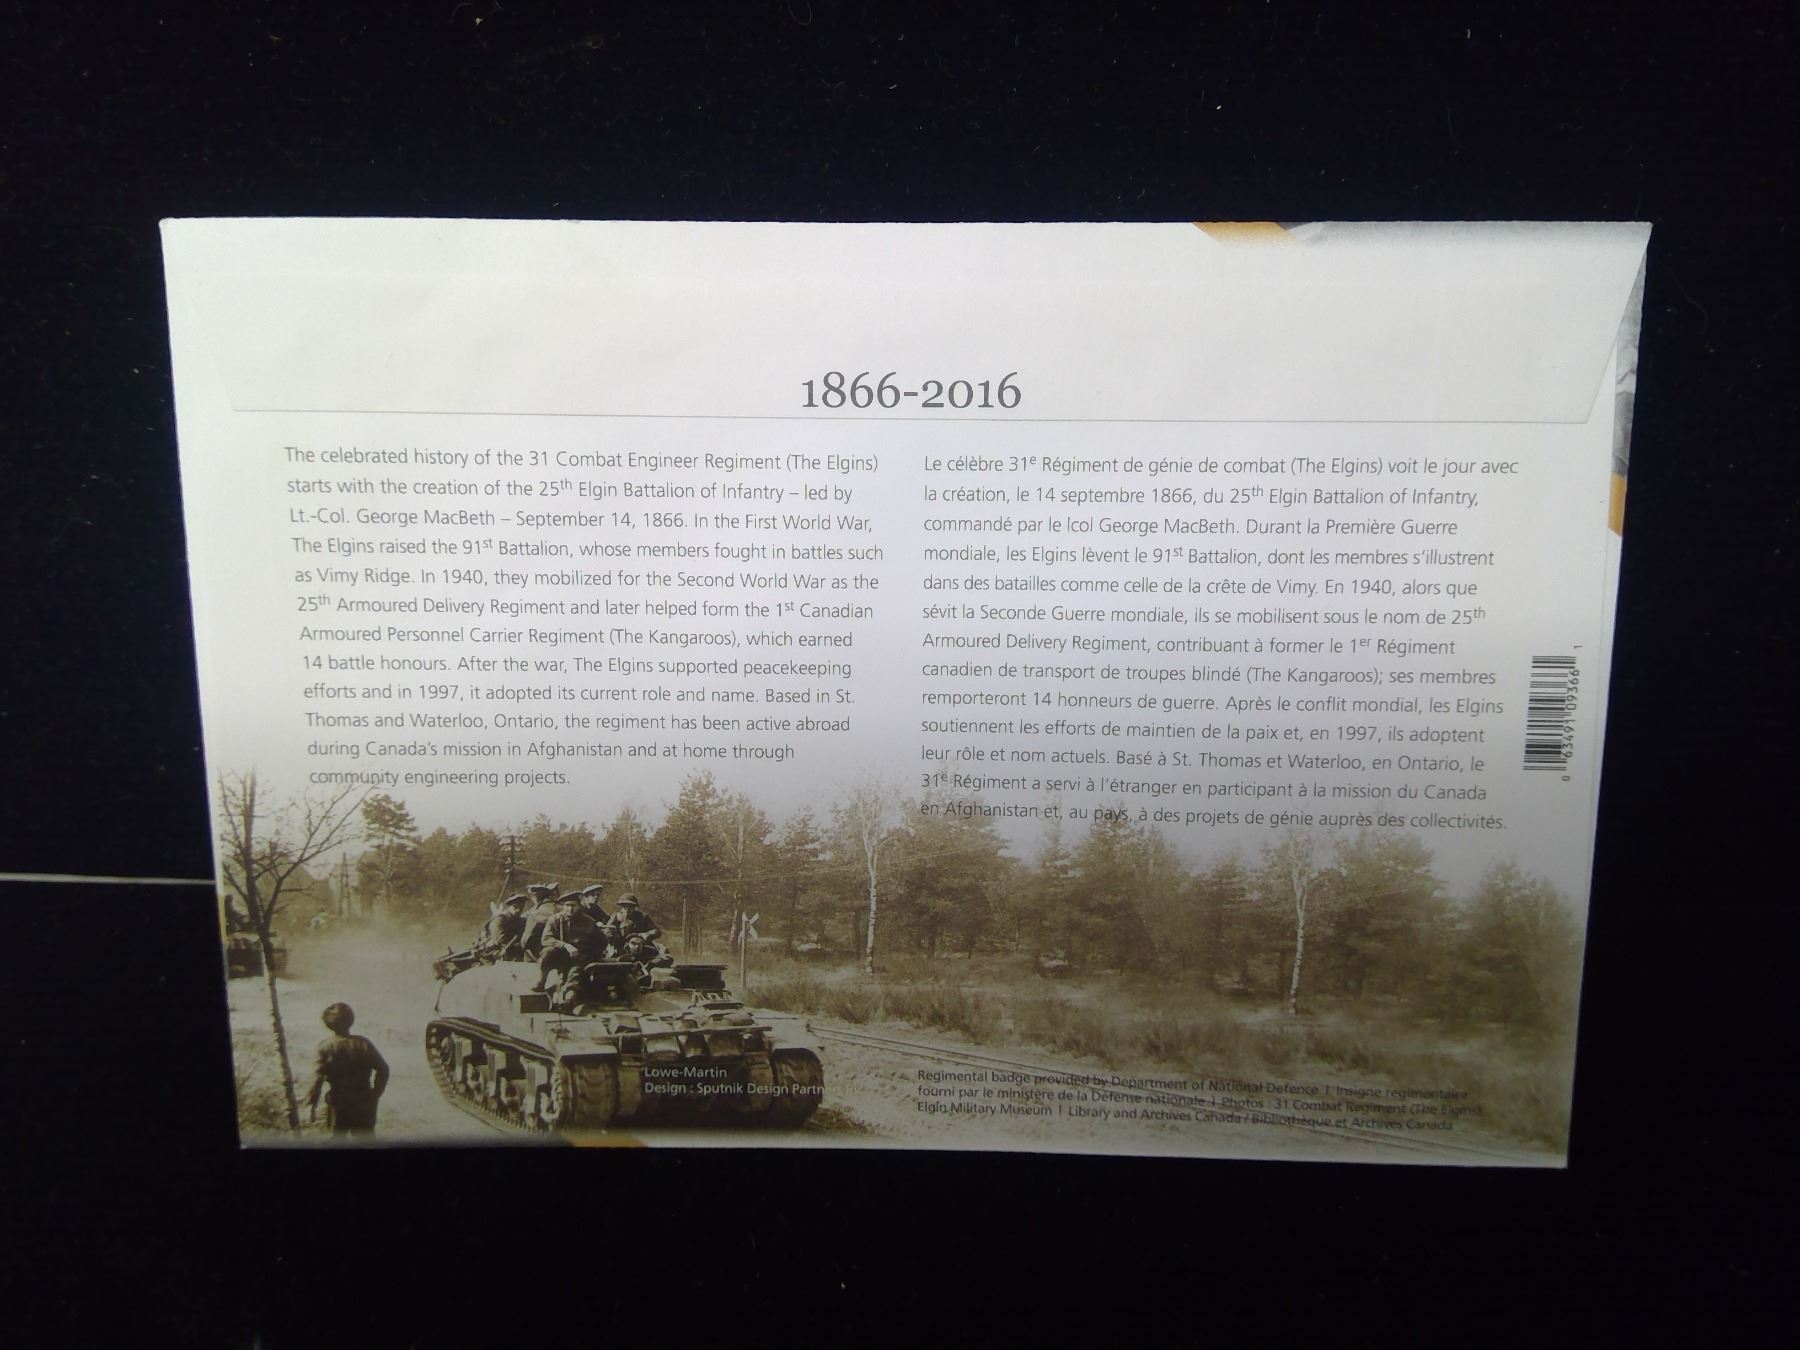 1866-2016
The celebrated history of the 31 Combat Engineer Regiment (The Elgins)
starts with the creation of the 25th Elgin Battalion of Infantry – led by
Lt.-Col. George MacBeth – September 14, 1866. In the First World War,
The Elgins raised the 91st Battalion, whose members fought in battles such
as Vimy Ridge. In 1940, they mobilized for the Second World War as the
25th Armoured Delivery Regiment and later helped form the 1st Canadian
Armoured Personnel Carrier Regiment (The Kangaroos), which earned
14 battle honours. After the war, The Elgins supported peacekeeping
efforts and in 1997, it adopted its current role and name. Based in St.
Thomas and Waterloo, Ontario, the regiment has been active abroad
during Canada's mission in Afghanistan and at home through
community engineering projects.
Le célèbre 31e Régiment de génie de combat (The Elgins) voit le jour avec
la création, le 14 septembre 1866, du 25th Elgin Battalion of Infantry,
commandé par le lcol George MacBeth. Durant la Première Guerre
mondiale, les Elgins lèvent le 91st Battalion, dont les membres s'illustrent
dans des batailles comme celle de la crête de Vimy. En 1940, alors que
sévit la Seconde Guerre mondiale, ils se mobilisent sous le nom de 25th
Armoured Delivery Regiment, contribuant à former le 1er Régiment
canadien de transport de troupes blindé (The Kangaroos); ses membres
remporteront 14 honneurs de guerre. Après le conflit mondial, les Elgins
soutiennent les efforts de maintien de la paix et, en 1997, ils adoptent
leur rôle et nom actuels. Basé à St. Thomas et Waterloo, en Ontario, le
31e Régiment a servi à l'étranger en participant à la mission du Canada
en Afghanistan et, au pays, à des projets de génie auprès des collectivités.
0 63491 09366 1
Lowe-Martin
Design : Sputnik Design Partners Inc.
Regimental badge provided by Department of National Defence | Insigne régimentaire
fourni par le ministère de la Défense nationale | Photos : 31 Combat Regiment (The Elgins)
Elgin Military Museum | Library and Archives Canada / Bibliothèque et Archives Canada